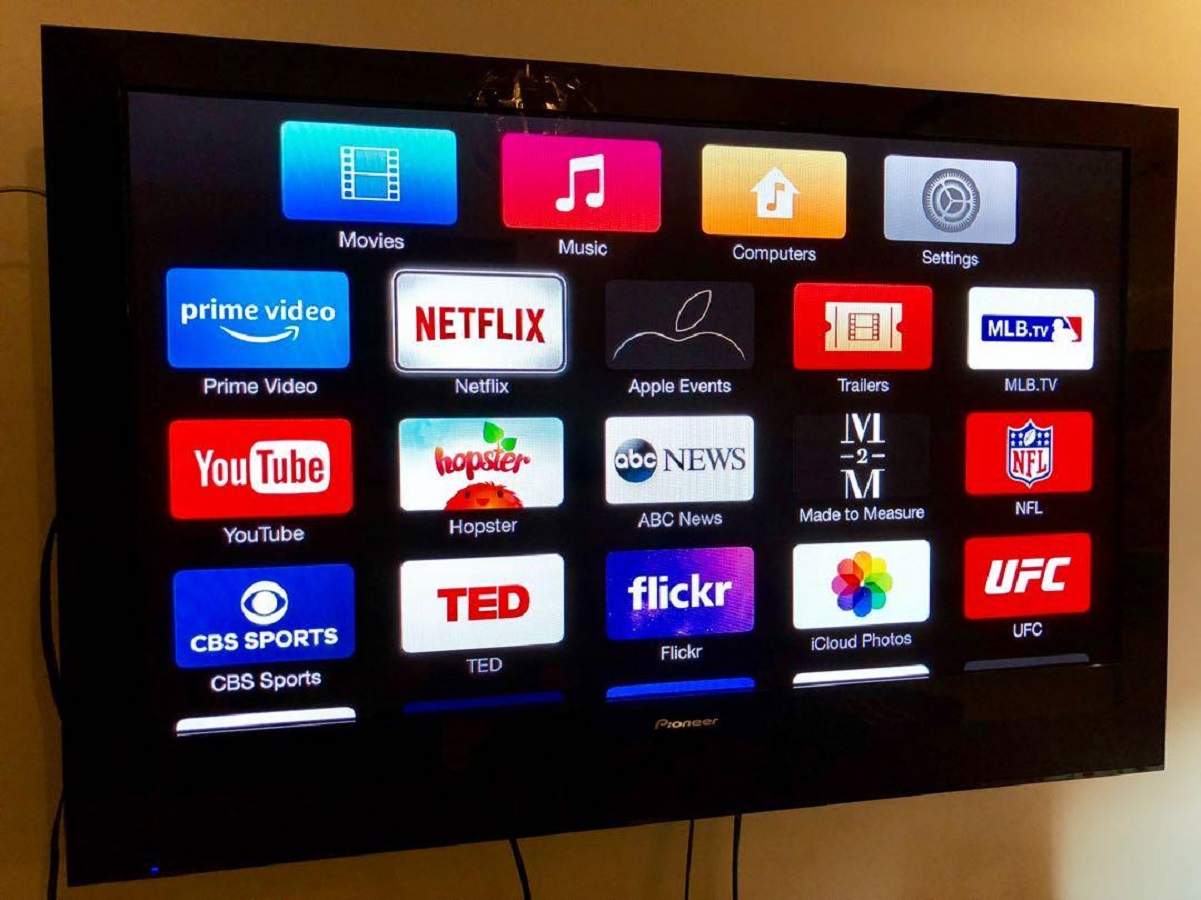 Movies
Music
Computers
Settings
prime video
NETFLIX
MLB.TV
Prime Video
Netflix
Apple Events
Trailers
MLB.TV
YouTube
hopster
abc NEWS
M
-2-
M
NFL
YouTube
Hopster
ABC News
Made to Measure
NFL
CBS SPORTS
TED
flickr
UFC
CBS Sports
TED
Flickr
iCloud Photos
UFC
Pioneer